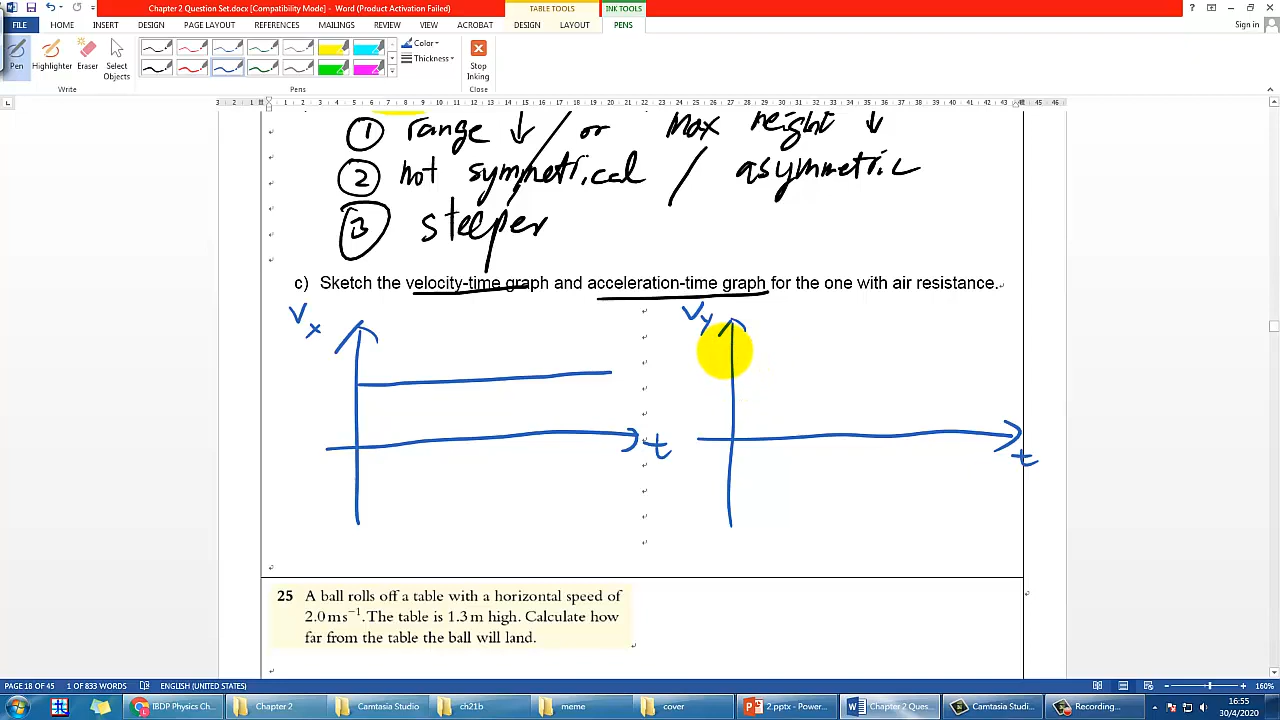 Chapter 2 Question Set.docx [Compatibility Mode] - Word (Product Activation Failed)
TABLE TOOLS
INK TOOLS
Sign in
FILE HOME INSERT DESIGN PAGE LAYOUT REFERENCES MAILINGS REVIEW VIEW ACROBAT DESIGN LAYOUT PENS
Pen
Highlighter
Eraser
Select Objects
Color
Thickness
Stop Inking
Write
Pens
Close
① range ↓ / or max height ↓
② not symmetrical / asymmetric
③ steeper
c) Sketch the velocity-time graph and acceleration-time graph for the one with air resistance.
Vx
Vy
t
t
25 A ball rolls off a table with a horizontal speed of
2.0 m s⁻¹. The table is 1.3 m high. Calculate how
far from the table the ball will land.
PAGE 18 OF 45 1 OF 833 WORDS ENGLISH (UNITED STATES) 160%
IBDP Physics Ch... Chapter 2 Camtasia Studio ch21b meme cover 2.pptx - Power... Chapter 2 Ques... Camtasia Studi... Recording...
16:55
30/4/2020